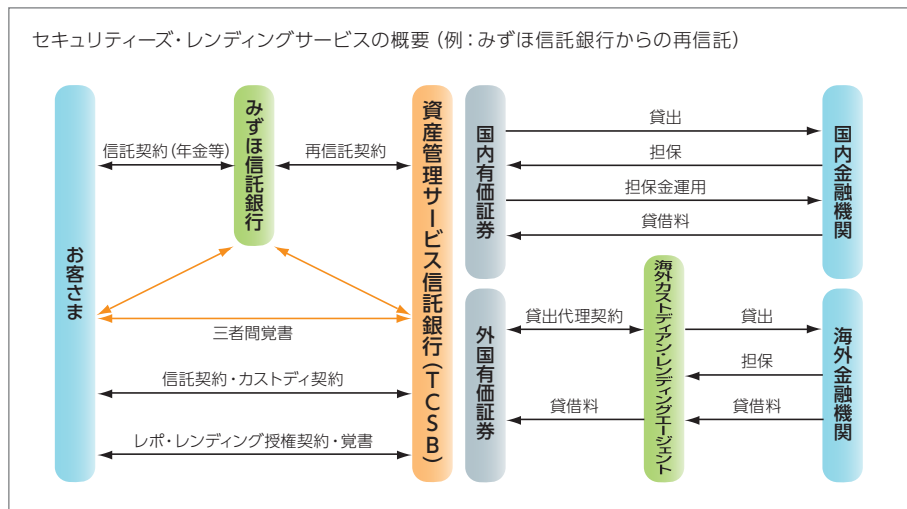 セキュリティーズ・レンディングサービスの概要（例：みずほ信託銀行からの再信託）
お客さま
信託契約（年金等）
みずほ信託銀行
再信託契約
三者間覚書
信託契約・カストディ契約
レポ・レンディング授権契約・覚書
資産管理サービス信託銀行（TCSB）
国内有価証券
貸出
担保
担保金運用
貸借料
国内金融機関
外国有価証券
貸出代理契約
貸借料
海外カストディアン・レンディングエージェント
貸出
担保
貸借料
海外金融機関